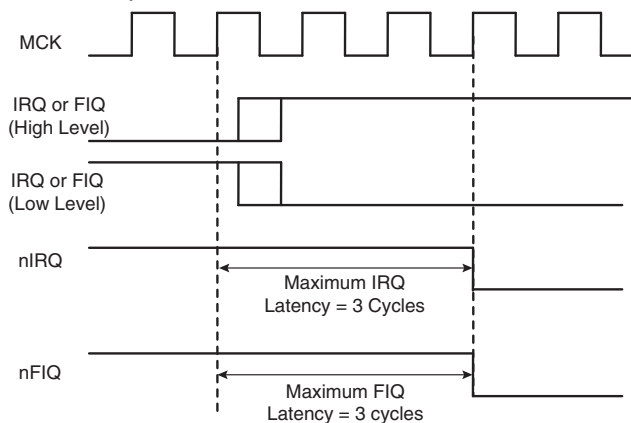 MCK
IRQ or FIQ
(High Level)
IRQ or FIQ
(Low Level)
nIRQ
Maximum IRQ
Latency = 3 Cycles
nFIQ
Maximum FIQ
Latency = 3 cycles